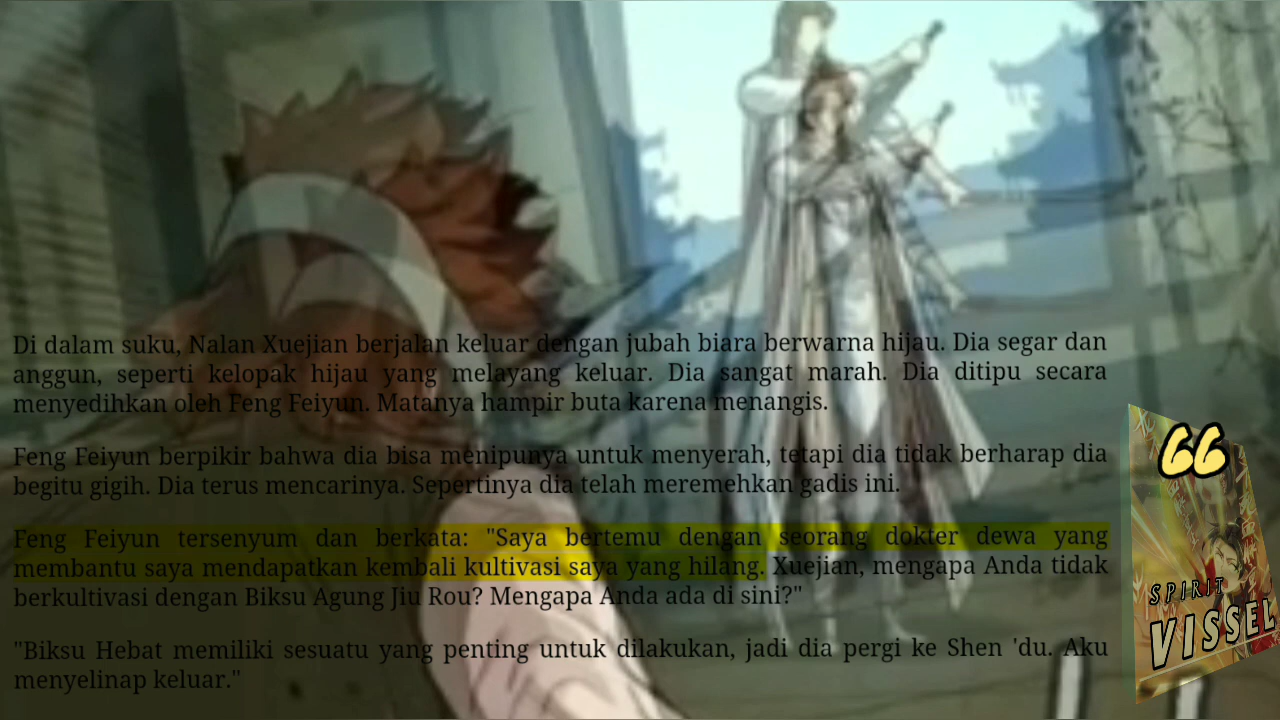 Di dalam suku, Nalan Xuejian berjalan keluar dengan jubah biara berwarna hijau. Dia segar dan
anggun, seperti kelopak hijau yang melayang keluar. Dia sangat marah. Dia ditipu secara
menyedihkan oleh Feng Feiyun. Matanya hampir buta karena menangis.
Feng Feiyun berpikir bahwa dia bisa menipunya untuk menyerah, tetapi dia tidak berharap dia
begitu gigih. Dia terus mencarinya. Sepertinya dia telah meremehkan gadis ini.
Feng Feiyun tersenyum dan berkata: "Saya bertemu dengan seorang dokter dewa yang
membantu saya mendapatkan kembali kultivasi saya yang hilang. Xuejian, mengapa Anda tidak
berkultivasi dengan Biksu Agung Jiu Rou? Mengapa Anda ada di sini?"
"Biksu Hebat memiliki sesuatu yang penting untuk dilakukan, jadi dia pergi ke Shen 'du. Aku
menyelinap keluar."
66
SPIRIT
VISSEL